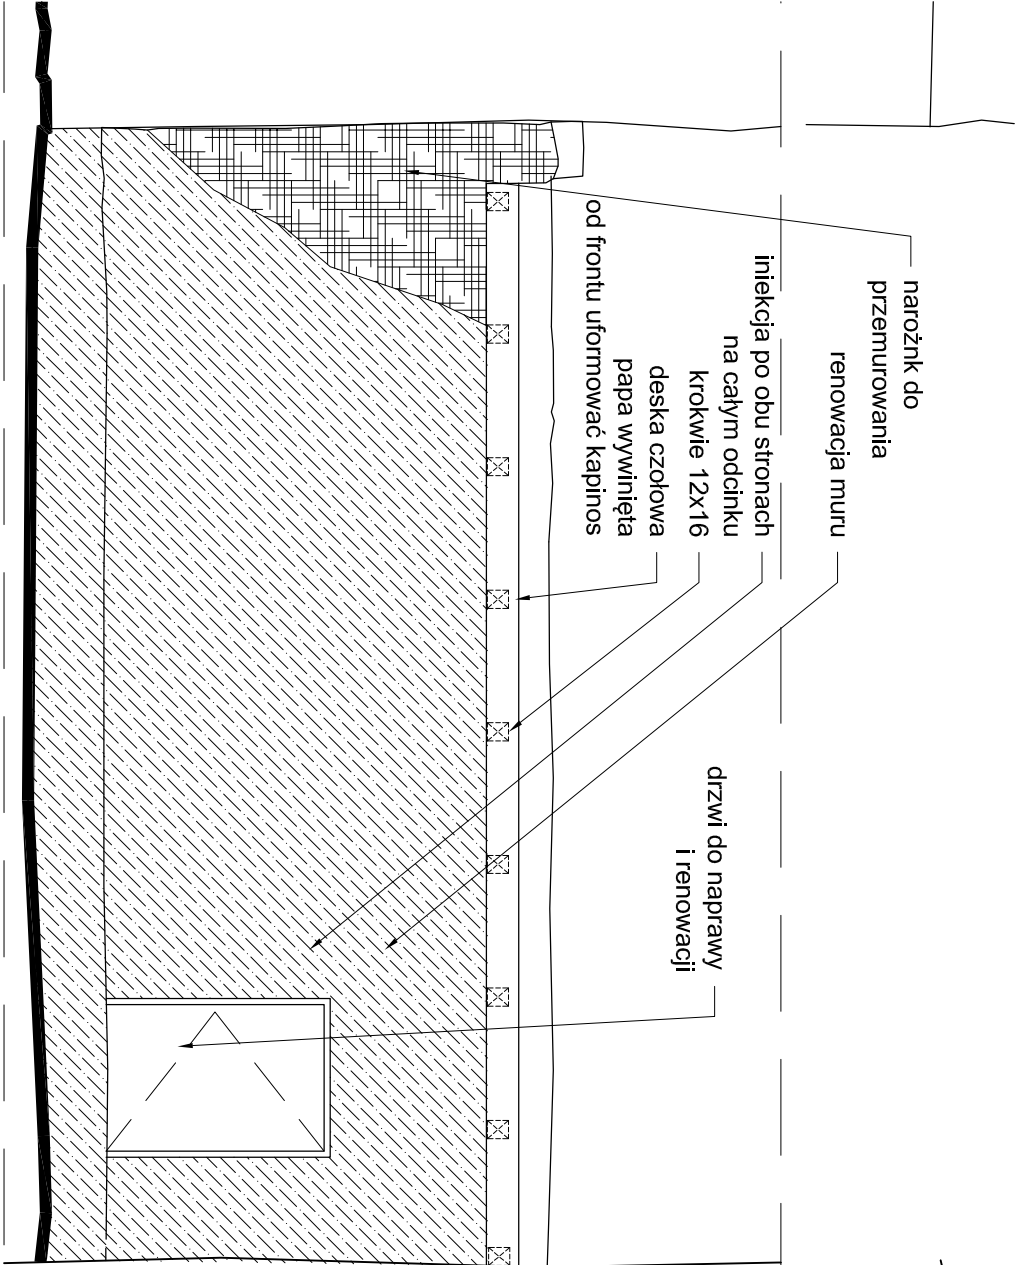 narożnk do
przemurowania
renowacja muru
iniekcja po obu stronach
na całym odcinku
krokwie 12x16
deska czołowa
papa wywinięta
od frontu uformować kapinos
drzwi do naprawy
i renowacji